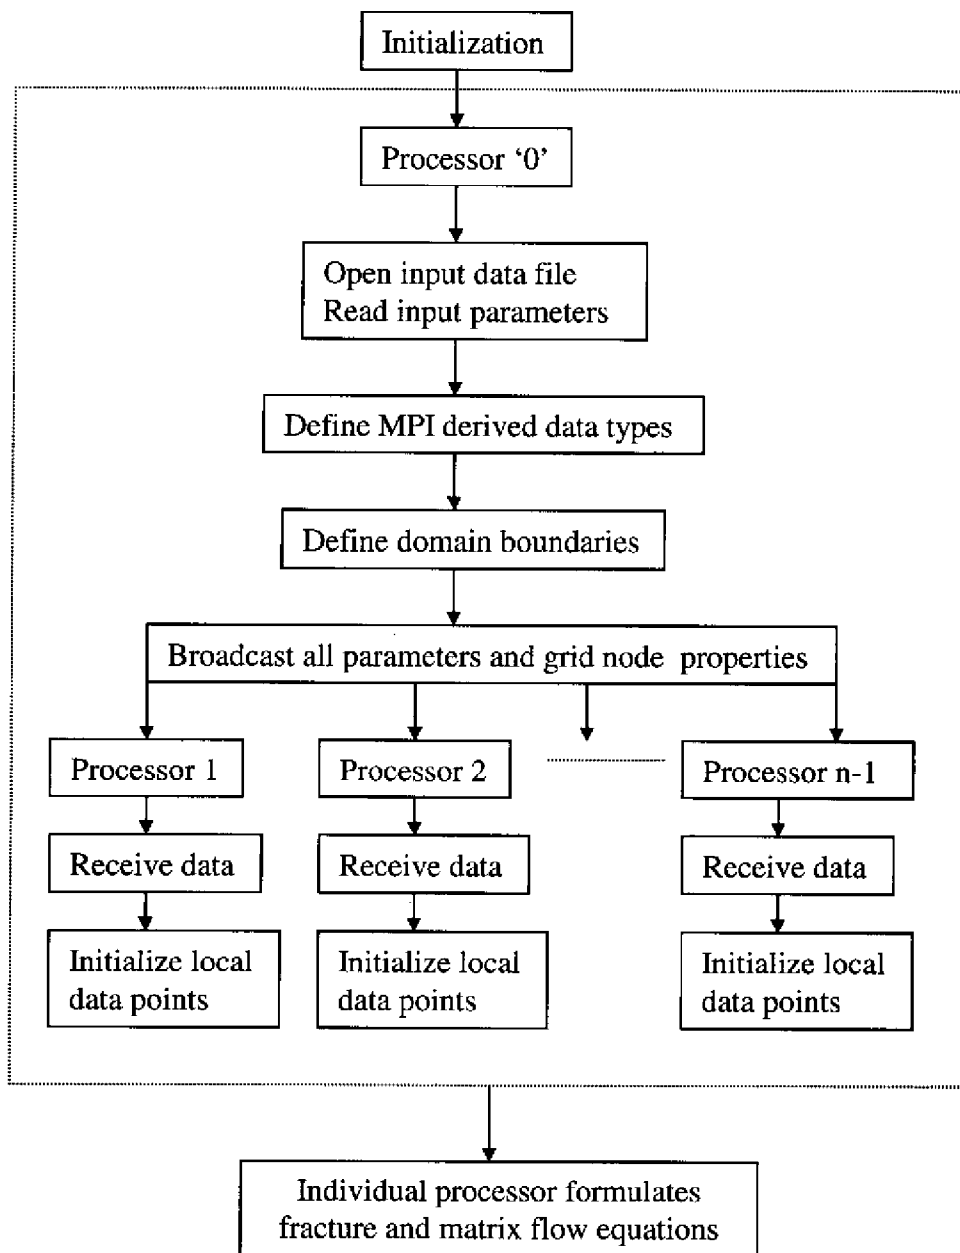 Initialization
Processor ‘0’
Open input data file
Read input parameters
Define MPI derived data types
Define domain boundaries
Broadcast all parameters and grid node properties
Processor 1
Processor 2
Processor n-1
Receive data
Receive data
Receive data
Initialize local
data points
Initialize local
data points
Initialize local
data points
Individual processor formulates
fracture and matrix flow equations